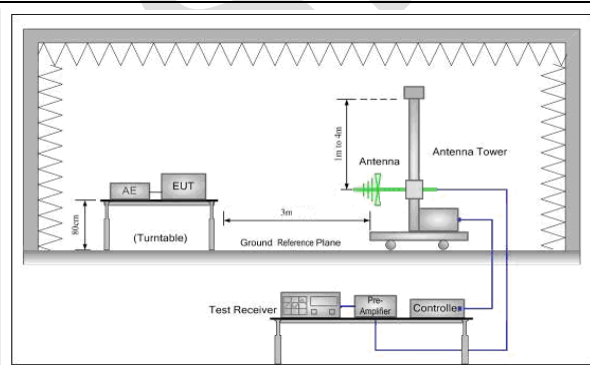 1m to 4m
Antenna
Antenna Tower
AE
EUT
80cm
3m
(Turntable)
Ground Reference Plane
Test Receiver
Pre-
Amplifier
Controller